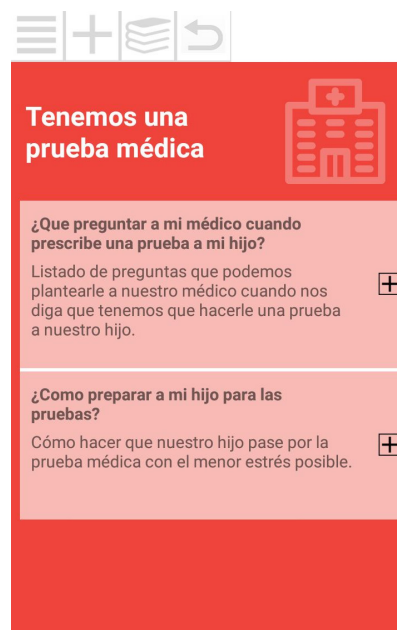 Tenemos una
prueba médica
¿Que preguntar a mi médico cuando
prescribe una prueba a mi hijo?
Listado de preguntas que podemos
plantearle a nuestro médico cuando nos
diga que tenemos que hacerle una prueba
a nuestro hijo.
¿Como preparar a mi hijo para las
pruebas?
Cómo hacer que nuestro hijo pase por la
prueba médica con el menor estrés posible.